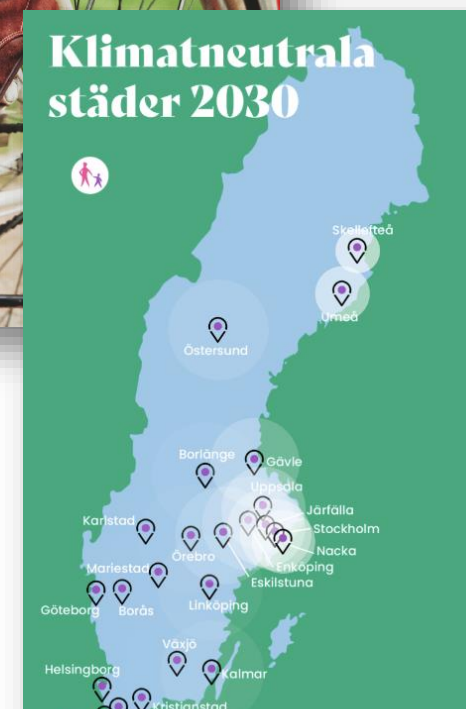 Klimatneutrala
städer 2030
Skellefteå
Umeå
Östersund
Borlänge
Gävle
Uppsala
Järfälla
Karlstad
Stockholm
Örebro
Nacka
Enköping
Mariestad
Eskilstuna
Göteborg
Borås
Linköping
Växjö
Helsingborg
Kalmar
Kristianstad